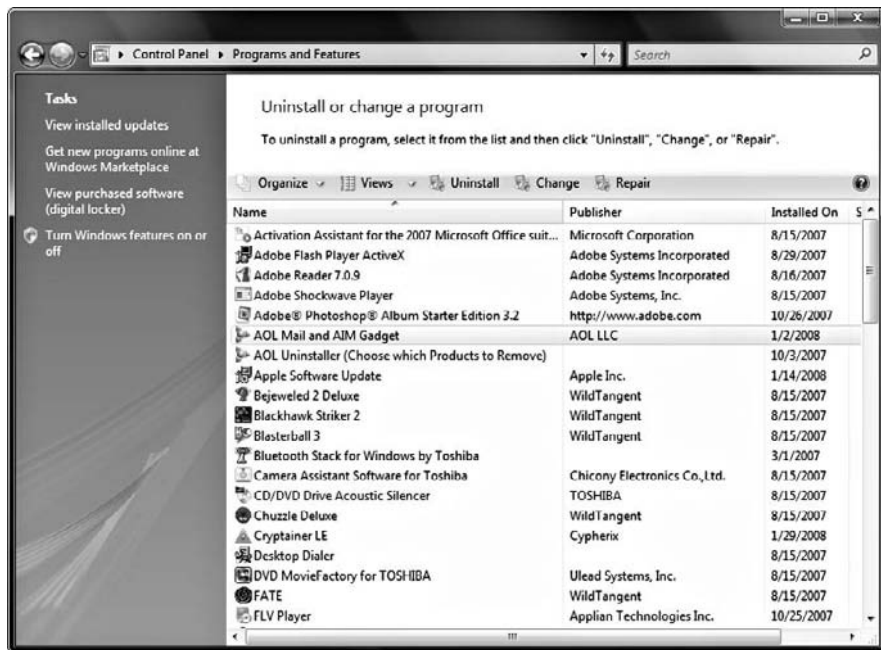 Control Panel Programs and Features Search
Tasks
View installed updates
Get new programs online at
Windows Marketplace
View purchased software
(digital locker)
Turn Windows features on or
off
Uninstall or change a program
To uninstall a program, select it from the list and then click "Uninstall", "Change", or "Repair".
Organize Views Uninstall Change Repair
Name Publisher Installed On S
Activation Assistant for the 2007 Microsoft Office suit... Microsoft Corporation 8/15/2007
Adobe Flash Player ActiveX Adobe Systems Incorporated 8/29/2007
Adobe Reader 7.0.9 Adobe Systems Incorporated 8/16/2007
Adobe Shockwave Player Adobe Systems, Inc. 8/15/2007
Adobe® Photoshop® Album Starter Edition 3.2 http://www.adobe.com 10/26/2007
AOL Mail and AIM Gadget AOL LLC 1/2/2008
AOL Uninstaller (Choose which Products to Remove) 10/3/2007
Apple Software Update Apple Inc. 1/14/2008
Bejeweled 2 Deluxe WildTangent 8/15/2007
Blackhawk Striker 2 WildTangent 8/15/2007
Blasterball 3 WildTangent 8/15/2007
Bluetooth Stack for Windows by Toshiba 3/1/2007
Camera Assistant Software for Toshiba Chicony Electronics Co.,Ltd. 8/15/2007
CD/DVD Drive Acoustic Silencer TOSHIBA 8/15/2007
Chuzzle Deluxe WildTangent 8/15/2007
Cryptainer LE Cypherix 1/29/2008
Desktop Dialer 8/15/2007
DVD MovieFactory for TOSHIBA Ulead Systems, Inc. 8/15/2007
FATE WildTangent 8/15/2007
FLV Player Applian Technologies Inc. 10/25/2007